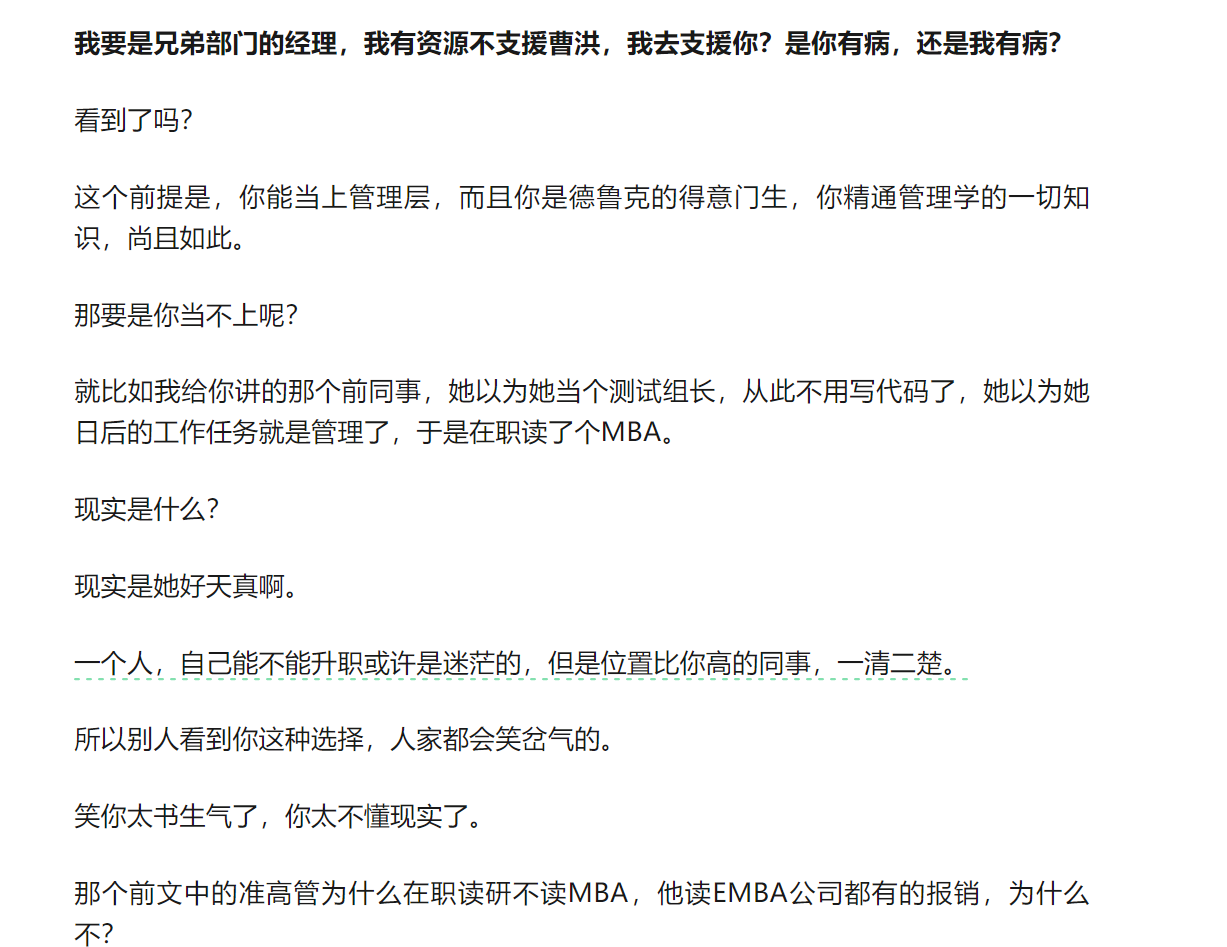 我要是兄弟部门的经理，我有资源不支援曹洪，我去支援你？是你有病，还是我有病？
看到了吗？
这个前提是，你能当上管理层，而且你是德鲁克的得意门生，你精通管理学的一切知
识，尚且如此。
那要是你当不上呢？
就比如我给你讲的那个前同事，她以为她当个测试组长，从此不用写代码了，她以为她
日后的工作任务就是管理了，于是在职读了个MBA。
现实是什么？
现实是她好天真啊。
一个人，自己能不能升职或许是迷茫的，但是位置比你高的同事，一清二楚。
所以别人看到你这种选择，人家都会笑岔气的。
笑你太书生气了，你太不懂现实了。
那个前文中的准高管为什么在职读研不读MBA，他读EMBA公司都有的报销，为什么
不？